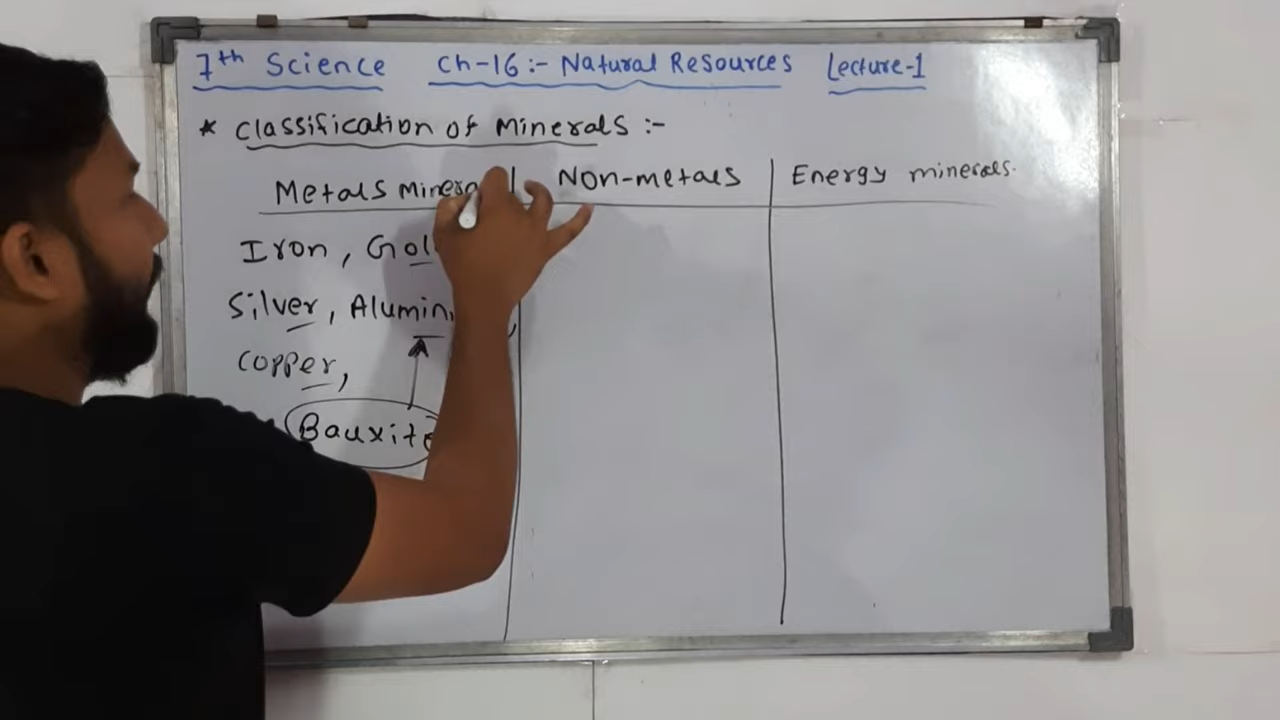 7th Science Ch-16:- Natural Resources Lecture-1
* Classification of Minerals :-
Metals Minera Non-metals Energy minerals.
Iron, Gol
Silver, Alumin
Copper,
Bauxite